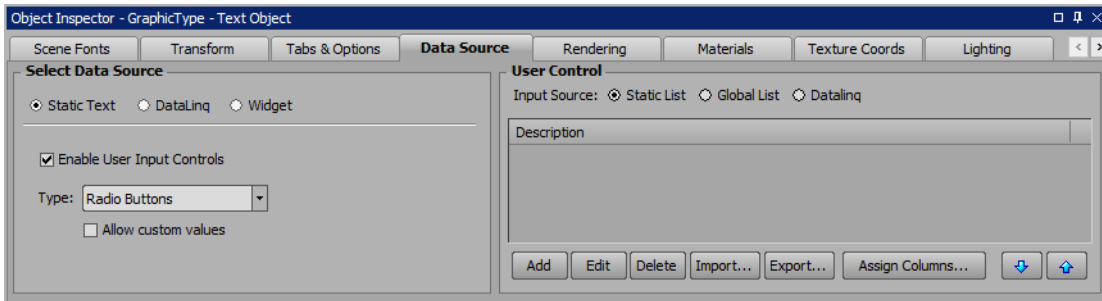 Object Inspector - GraphicType - Text Object
Scene Fonts Transform Tabs & Options Data Source Rendering Materials Texture Coords Lighting
Select Data Source
Static Text DataLinq Widget
Enable User Input Controls
Type: Radio Buttons
Allow custom values
User Control
Input Source: Static List Global List Datalinq
Description
Add Edit Delete Import... Export... Assign Columns...